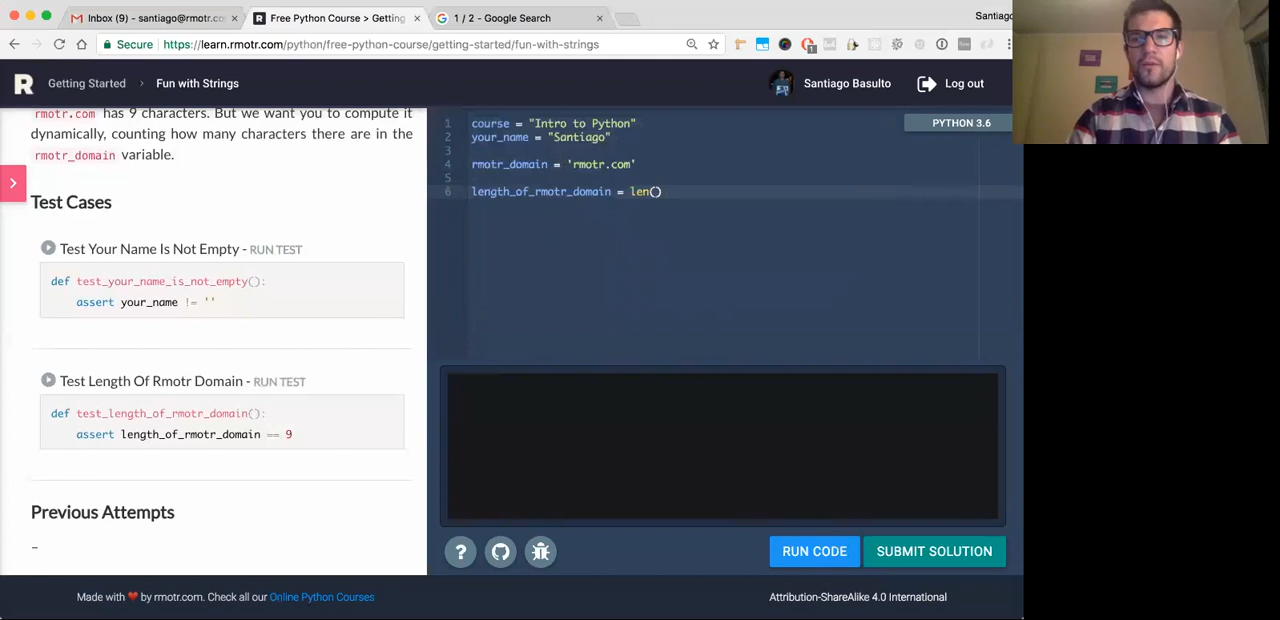 Inbox (9) - santiago@rmotr.co
Free Python Course > Getting
1 / 2 - Google Search
Santiago
Secure
https://learn.rmotr.com/python/free-python-course/getting-started/fun-with-strings
R
Getting Started > Fun with Strings
Santiago Basulto
Log out
rmotr.com has 9 characters. But we want you to compute it
dynamically, counting how many characters there are in the
rmotr_domain variable.
Test Cases
Test Your Name Is Not Empty - RUN TEST
def test_your_name_is_not_empty():
assert your_name != ''
Test Length Of Rmotr Domain - RUN TEST
def test_length_of_rmotr_domain():
assert length_of_rmotr_domain == 9
Previous Attempts
–
PYTHON 3.6
1 course = "Intro to Python"
2 your_name = "Santiago"
3
4 rmotr_domain = 'rmotr.com'
5
6 length_of_rmotr_domain = len()
?
RUN CODE
SUBMIT SOLUTION
Made with ❤ by rmotr.com. Check all our Online Python Courses
Attribution-ShareAlike 4.0 International